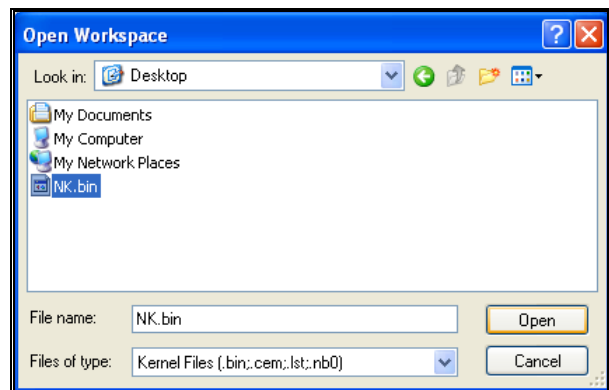 Open Workspace
Look in: Desktop
My Documents
My Computer
My Network Places
NK.bin
File name: NK.bin Open
Files of type: Kernel Files (.bin;.cem;.lst;.nb0) Cancel